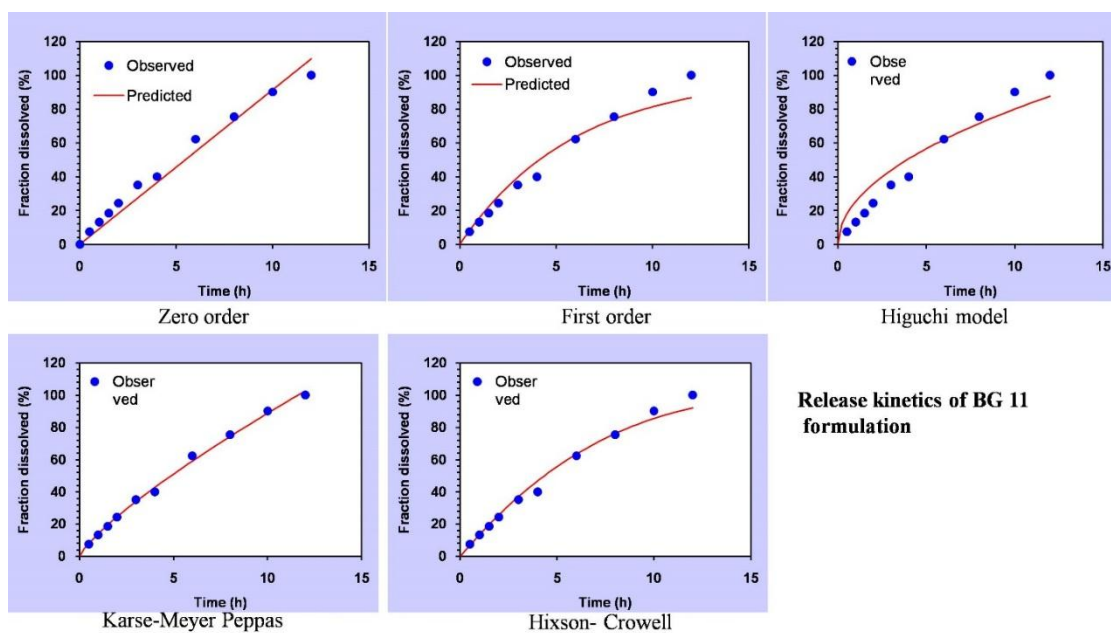 120
100
80
60
40
20
0
Fraction dissolved (%)
Observed
Predicted
0 5 10 15
Time (h)
Zero order
120
100
80
60
40
20
0
Fraction dissolved (%)
Observed
Predicted
0 5 10 15
Time (h)
First order
120
100
80
60
40
20
0
Fraction dissolved (%)
Obse
rved
0 5 10 15
Time (h)
Higuchi model
120
100
80
60
40
20
0
Fraction dissolved (%)
Obser
ved
0 5 10 15
Time (h)
Karse-Meyer Peppas
120
100
80
60
40
20
0
Fraction dissolved (%)
Obser
ved
0 5 10 15
Time (h)
Hixson- Crowell
Release kinetics of BG 11
formulation